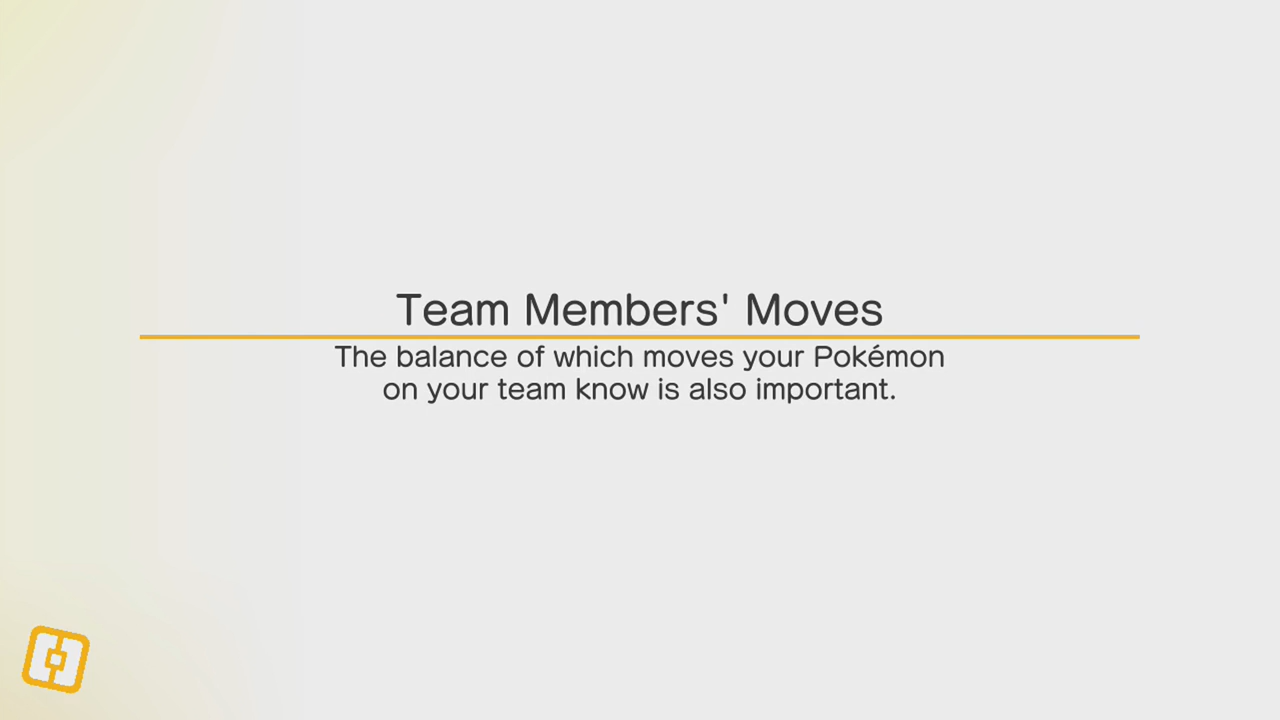 Team Members' Moves
The balance of which moves your Pokémon
on your team know is also important.